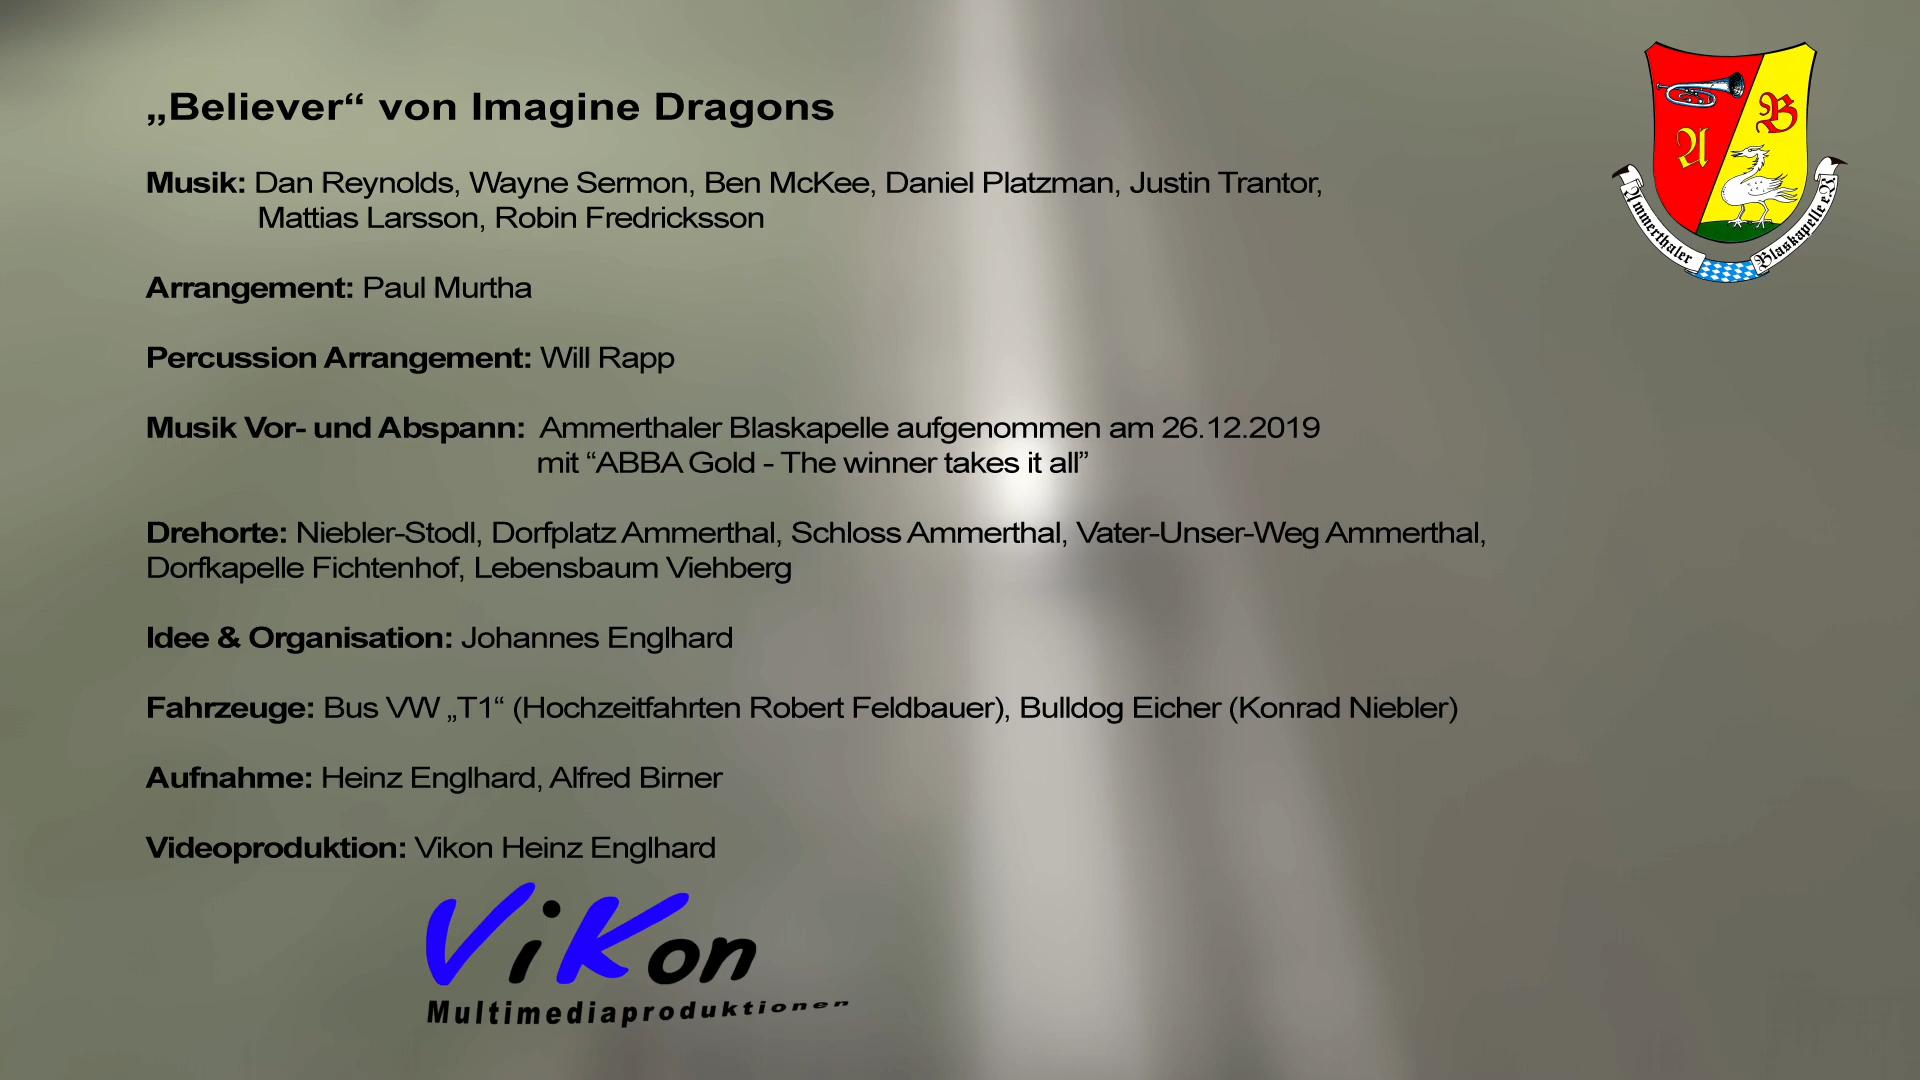 „Believer“ von Imagine Dragons
Musik: Dan Reynolds, Wayne Sermon, Ben McKee, Daniel Platzman, Justin Trantor,
Mattias Larsson, Robin Fredricksson
Arrangement: Paul Murtha
Percussion Arrangement: Will Rapp
Musik Vor- und Abspann: Ammerthaler Blaskapelle aufgenommen am 26.12.2019
mit “ABBA Gold - The winner takes it all”
Drehorte: Niebler-Stodl, Dorfplatz Ammerthal, Schloss Ammerthal, Vater-Unser-Weg Ammerthal,
Dorfkapelle Fichtenhof, Lebensbaum Viehberg
Idee & Organisation: Johannes Englhard
Fahrzeuge: Bus VW „T1“ (Hochzeitfahrten Robert Feldbauer), Bulldog Eicher (Konrad Niebler)
Aufnahme: Heinz Englhard, Alfred Birner
Videoproduktion: Vikon Heinz Englhard
ViKon
Multimediaproduktionen
A B
Ammerthaler Blaskapelle e.V.